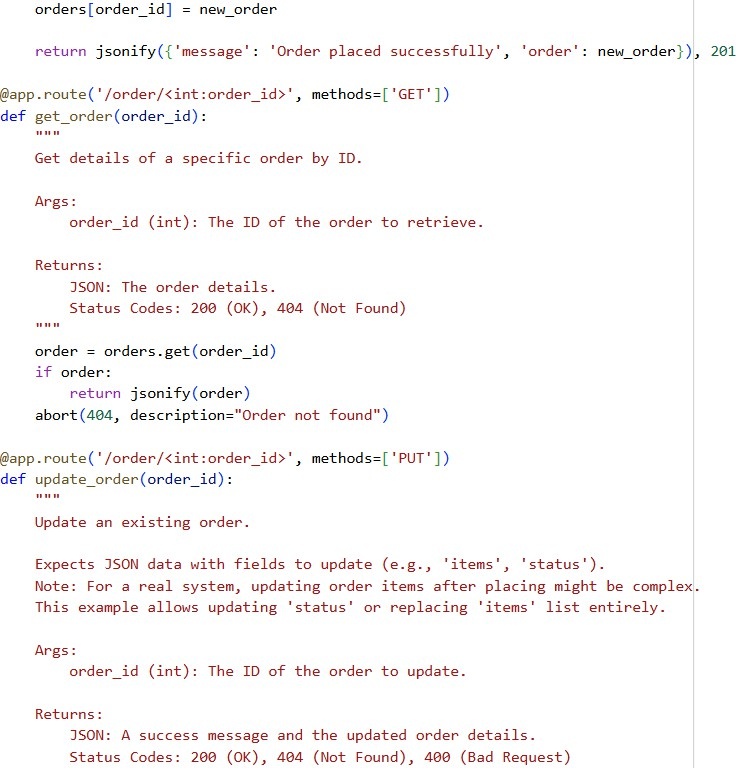 orders[order_id] = new_order
return jsonify({'message': 'Order placed successfully', 'order': new_order}), 201
@app.route('/order/<int:order_id>', methods=['GET'])
def get_order(order_id):
"""
Get details of a specific order by ID.
Args:
order_id (int): The ID of the order to retrieve.
Returns:
JSON: The order details.
Status Codes: 200 (OK), 404 (Not Found)
"""
order = orders.get(order_id)
if order:
return jsonify(order)
abort(404, description="Order not found")
@app.route('/order/<int:order_id>', methods=['PUT'])
def update_order(order_id):
"""
Update an existing order.
Expects JSON data with fields to update (e.g., 'items', 'status').
Note: For a real system, updating order items after placing might be complex.
This example allows updating 'status' or replacing 'items' list entirely.
Args:
order_id (int): The ID of the order to update.
Returns:
JSON: A success message and the updated order details.
Status Codes: 200 (OK), 404 (Not Found), 400 (Bad Request)